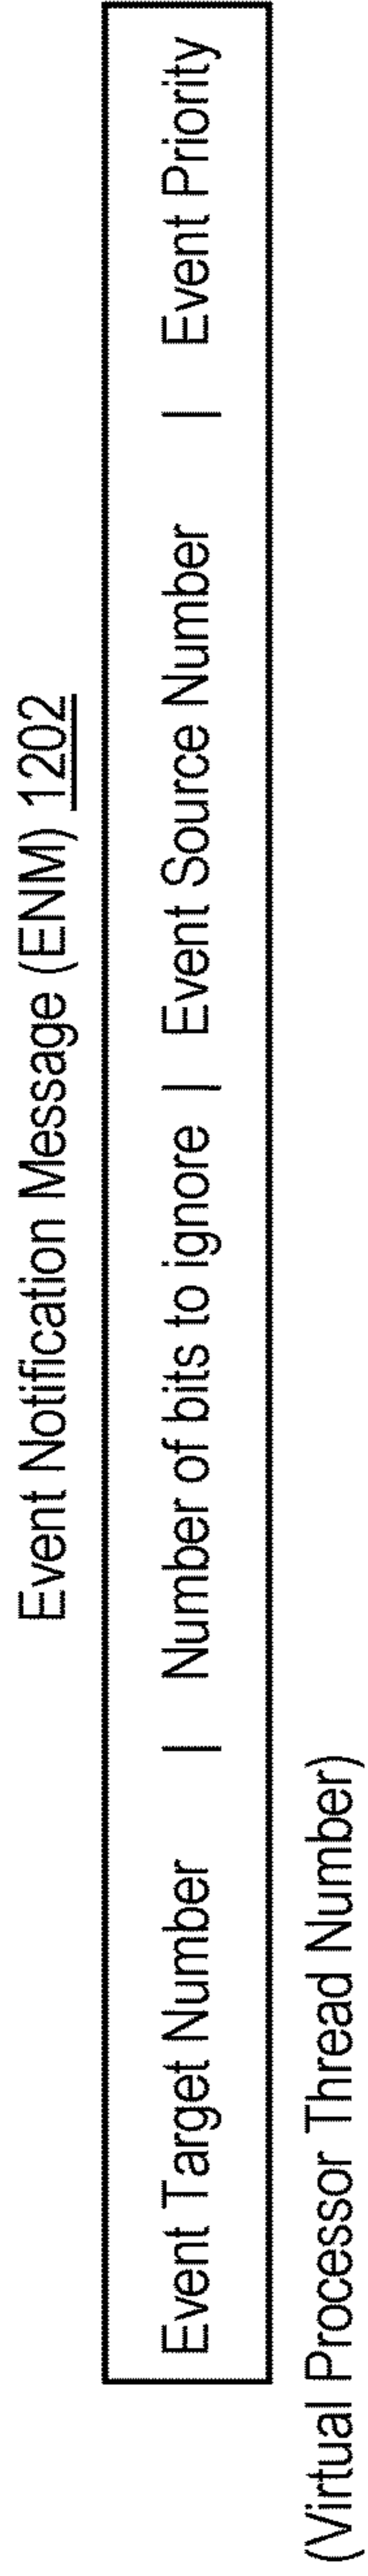 Event Notification Message (ENM) 1202
Event Target Number | Number of bits to ignore | Event Source Number | Event Priority
(Virtual Processor Thread Number)